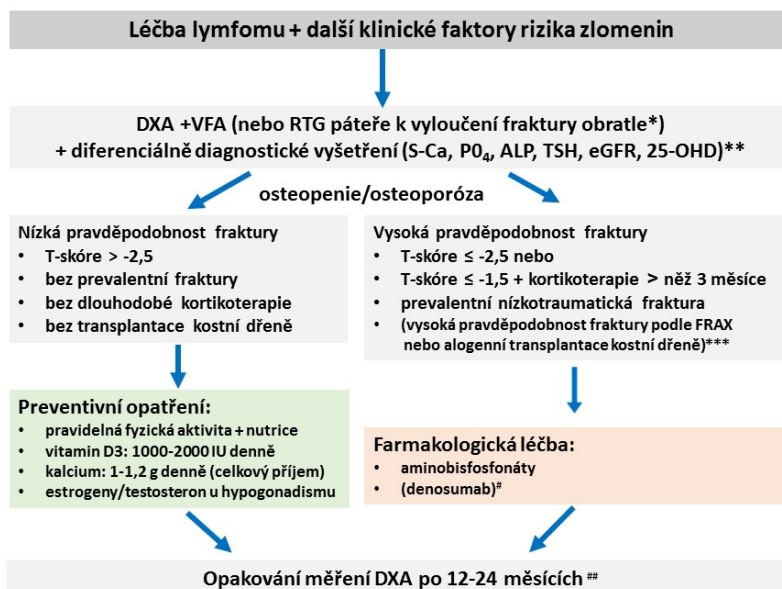 Léčba lymfomu + další klinické faktory rizika zlomenin
DXA +VFA (nebo RTG páteře k vyloučení fraktury obratle*)
+ diferenciálně diagnostické vyšetření (S-Ca, P0₄, ALP, TSH, eGFR, 25-OHD)**
osteopenie/osteoporóza
Nízká pravděpodobnost fraktury
• T-skóre > -2,5
• bez prevalentní fraktury
• bez dlouhodobé kortikoterapie
• bez transplantace kostní dřeně
Vysoká pravděpodobnost fraktury
• T-skóre ≤ -2,5 nebo
• T-skóre ≤ -1,5 + kortikoterapie > něž 3 měsíce
• prevalentní nízkotraumatická fraktura
• (vysoká pravděpodobnost fraktury podle FRAX
nebo alogenní transplantace kostní dřeně)***
Preventivní opatření:
• pravidelná fyzická aktivita + nutrice
• vitamin D3: 1000-2000 IU denně
• kalcium: 1-1,2 g denně (celkový příjem)
• estrogeny/testosteron u hypogonadismu
Farmakologická léčba:
• aminobisfosfonáty
• (denosumab)#
Opakování měření DXA po 12-24 měsících ##